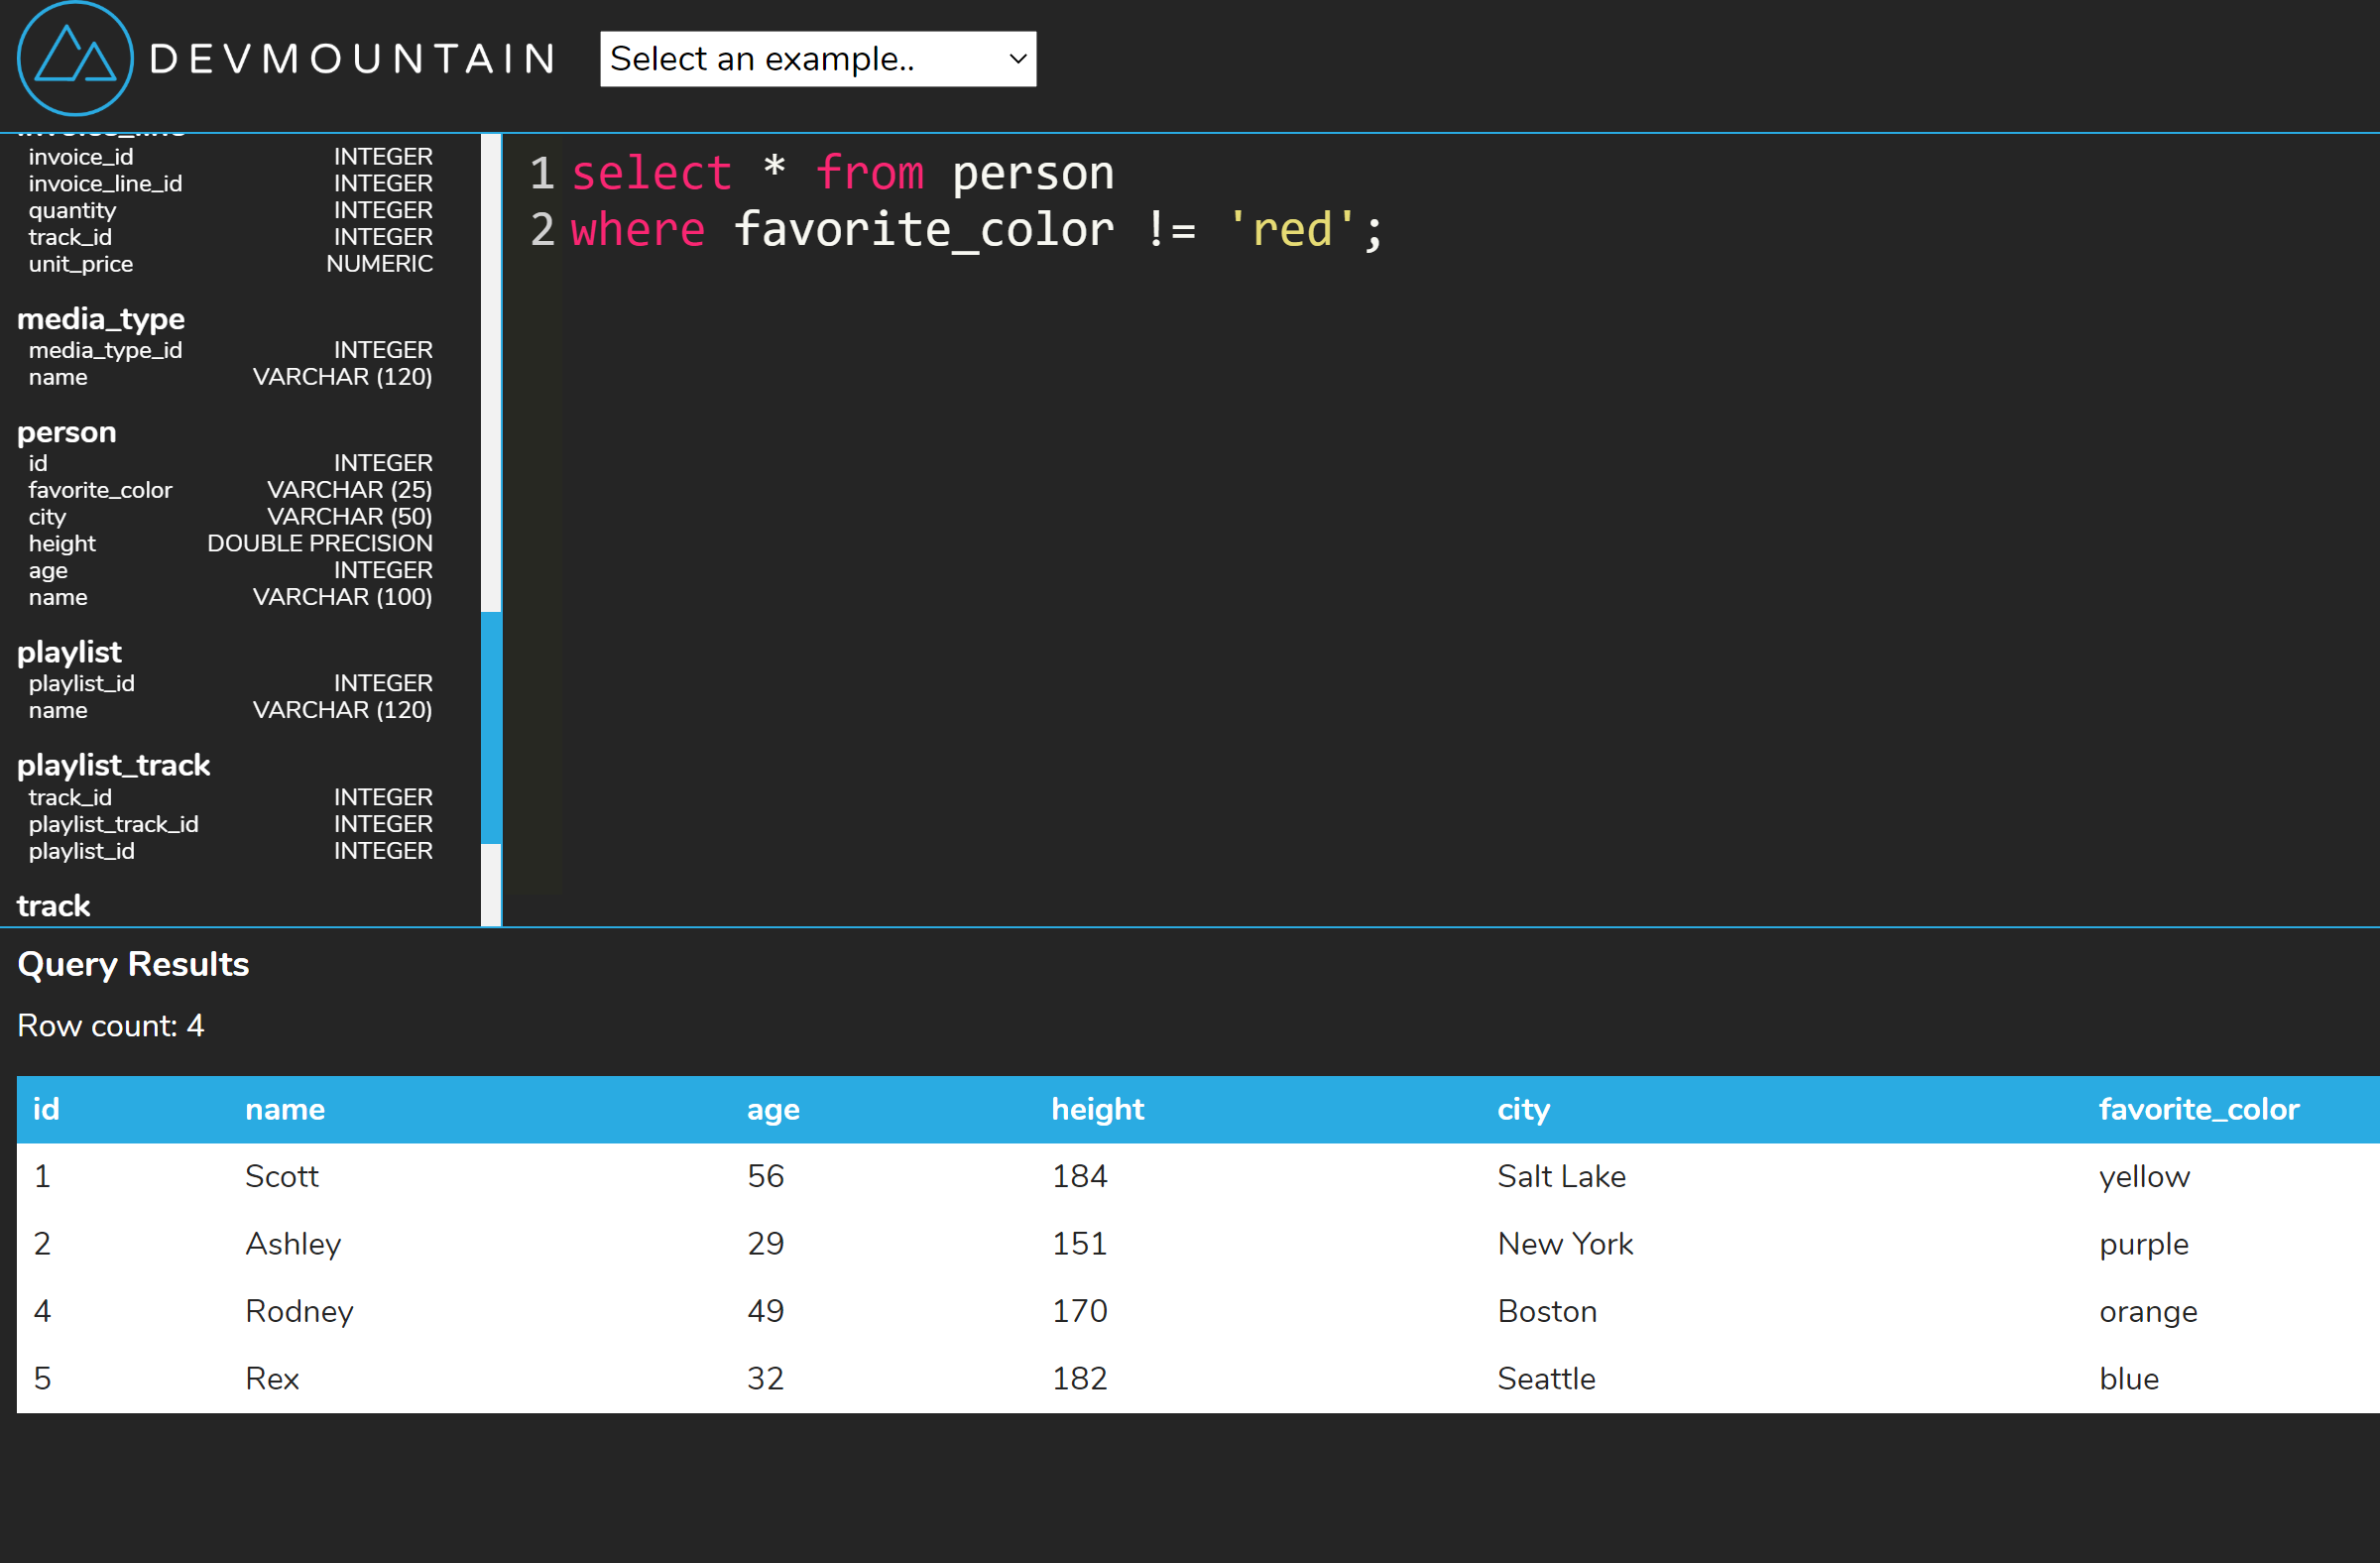 DEVMOUNTAIN
Select an example..
invoice_id INTEGER
invoice_line_id INTEGER
quantity INTEGER
track_id INTEGER
unit_price NUMERIC
media_type
media_type_id INTEGER
name VARCHAR (120)
person
id INTEGER
favorite_color VARCHAR (25)
city VARCHAR (50)
height DOUBLE PRECISION
age INTEGER
name VARCHAR (100)
playlist
playlist_id INTEGER
name VARCHAR (120)
playlist_track
track_id INTEGER
playlist_track_id INTEGER
playlist_id INTEGER
track
1 select * from person
2 where favorite_color != 'red';
Query Results
Row count: 4
id name age height city favorite_color
1 Scott 56 184 Salt Lake yellow
2 Ashley 29 151 New York purple
4 Rodney 49 170 Boston orange
5 Rex 32 182 Seattle blue